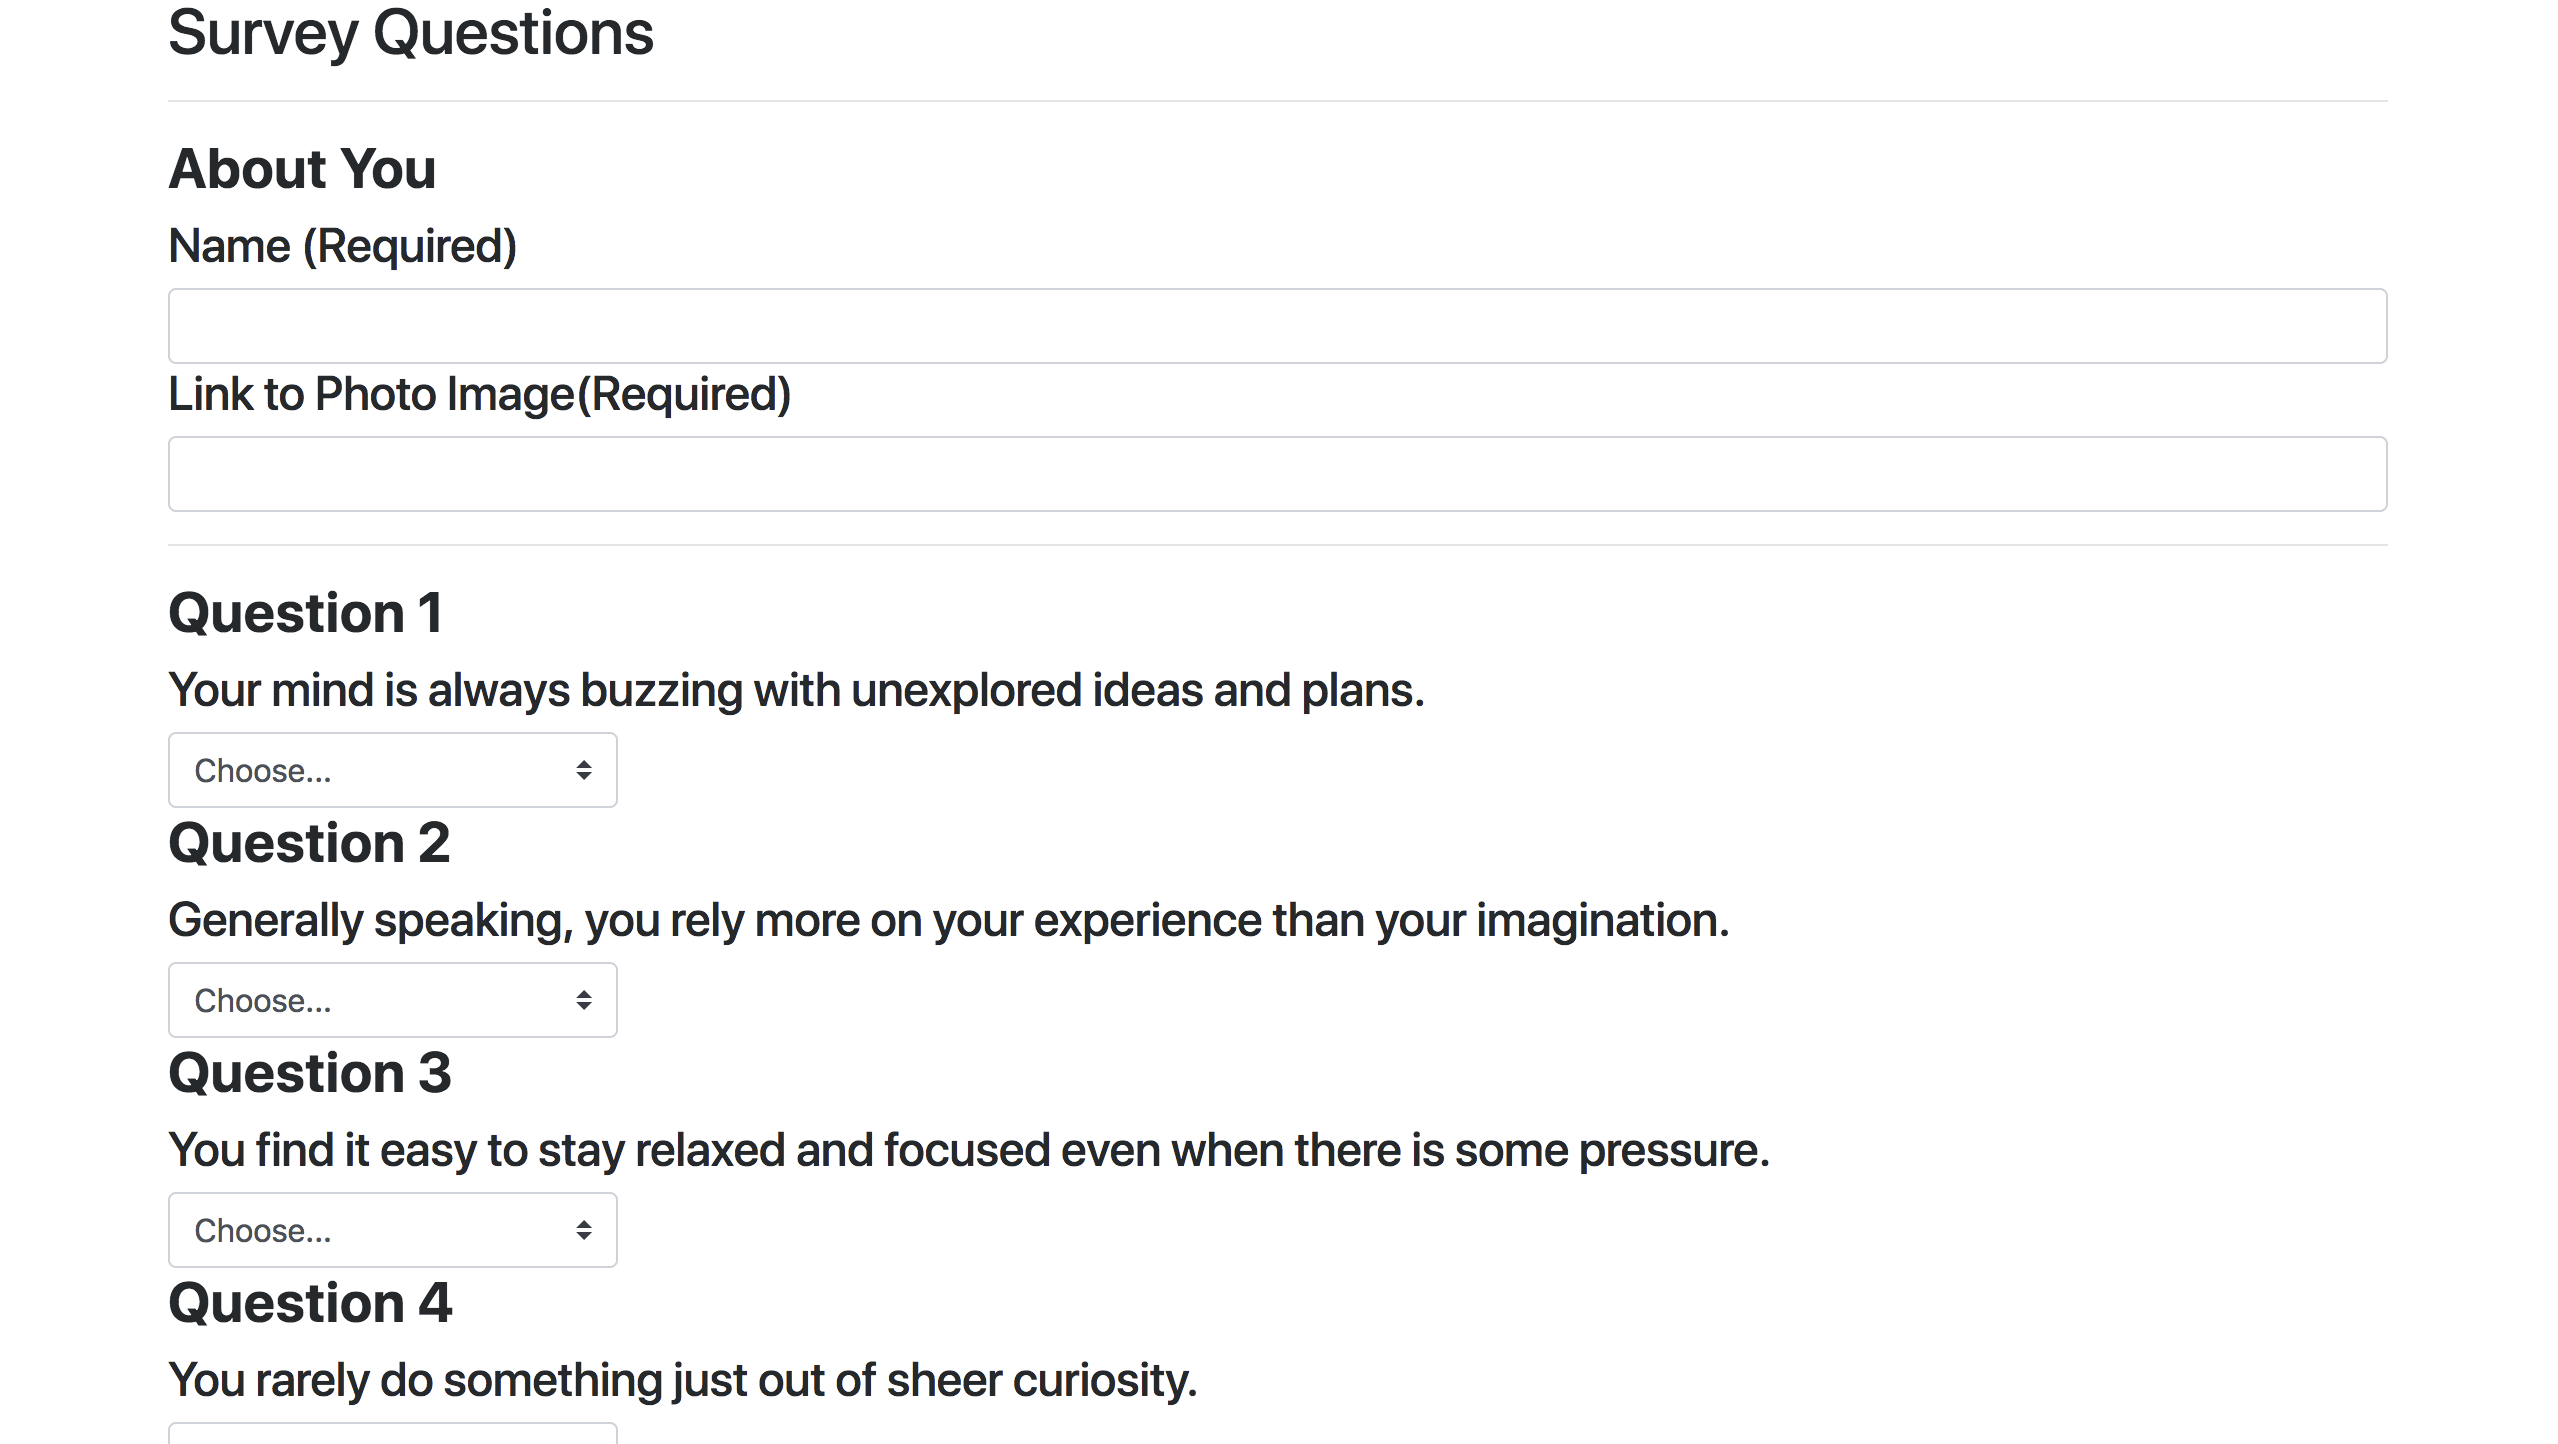 Survey Questions
About You
Name (Required)
Link to Photo Image(Required)
Question 1
Your mind is always buzzing with unexplored ideas and plans.
Choose...
Question 2
Generally speaking, you rely more on your experience than your imagination.
Choose...
Question 3
You find it easy to stay relaxed and focused even when there is some pressure.
Choose...
Question 4
You rarely do something just out of sheer curiosity.